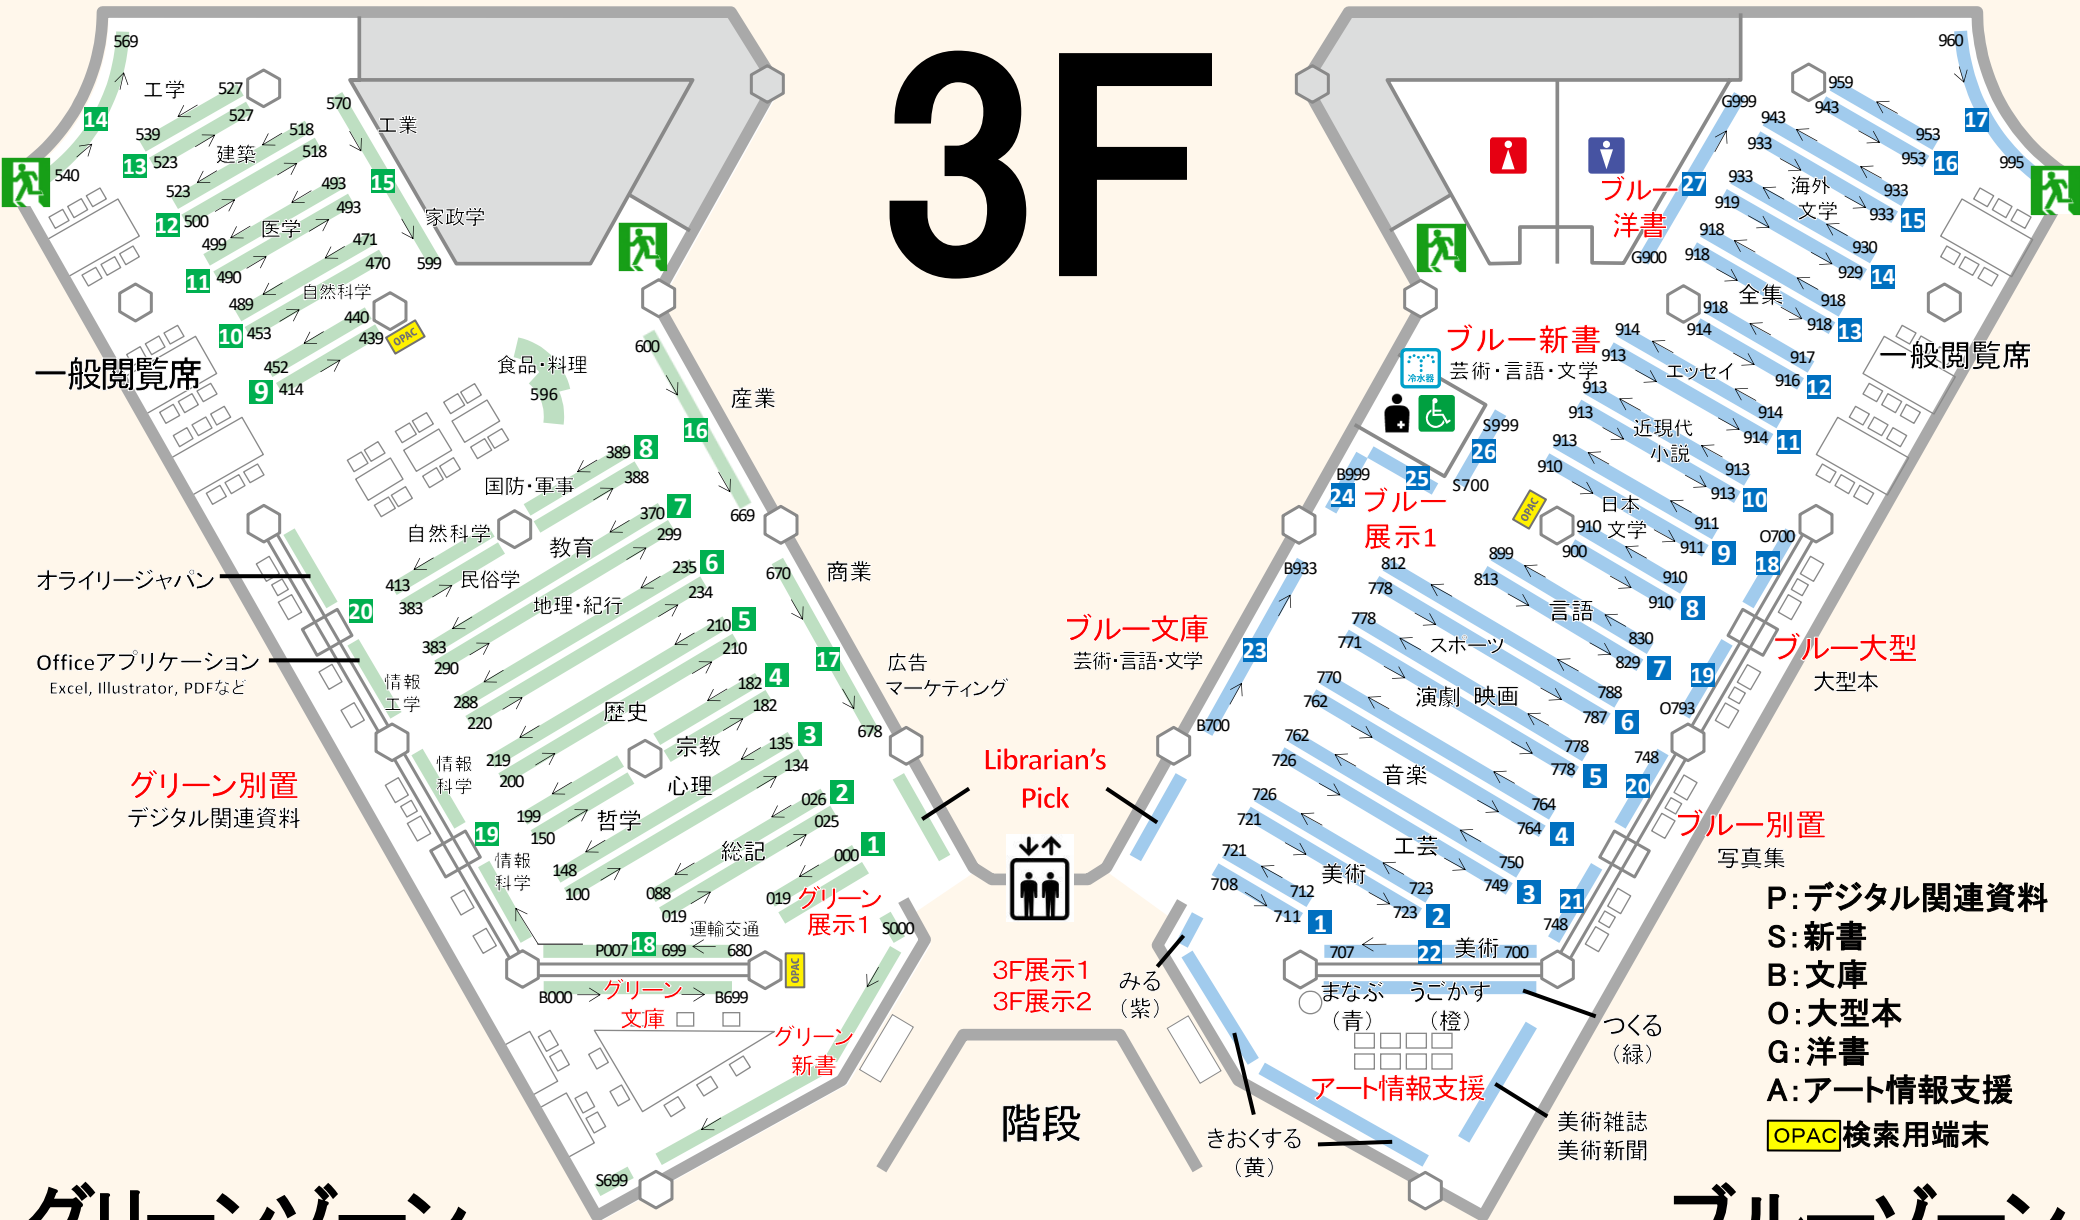 3F
569
工学
14
540
527
527
539
13
523
建築
518
518
523
12
500
570
工業
15
493
493
医学
499
11
490
家政学
471
470
599
自然科学
489
10
453
440
439
OPAC
452
9
414
一般閲覧席
食品・料理
596
600
産業
16
669
389
8
388
国防・軍事
370
7
299
自然科学
教育
413
383
民俗学
235
6
234
地理・紀行
383
290
210
5
210
288
220
182
4
182
歴史
219
200
宗教
135
3
134
心理
199
150
哲学
026
2
025
148
100
総記
000
1
088
019
019
グリーン
展示1
運輸交通
P007
18
699
680
S000
OPAC
B000
グリーン
文庫
B699
グリーン
新書
S699
オライリージャパン
20
Officeアプリケーション
Excel, Illustrator, PDFなど
情報
工学
情報
科学
19
情報
科学
グリーン別置
デジタル関連資料
670
商業
17
広告
マーケティング
678
Librarian's
Pick
3F展示1
3F展示2
階段
グリーンゾーン
960
17
995
959
943
953
953
16
G999
27
ブルー
洋書
G900
943
933
933
933
15
海外
文学
933
919
930
929
14
918
918
全集
918
918
13
918
914
917
916
12
一般閲覧席
ブルー新書
芸術・言語・文学
冷水器
914
913
エッセイ
914
914
11
913
913
近現代
小説
913
913
10
S999
26
S700
25
B999
24
ブルー
展示1
913
910
日本
文学
911
911
9
OPAC
910
900
910
910
8
O700
18
899
813
言語
830
829
7
19
O793
ブルー大型
大型本
B933
ブルー文庫
芸術・言語・文学
23
B700
812
778
スポーツ
788
787
6
778
771
演劇 映画
778
778
5
770
762
音楽
764
764
4
748
20
ブルー別置
写真集
762
726
工芸
750
749
3
21
748
726
721
美術
723
723
2
721
708
712
711
1
707
22
美術
700
みる
(紫)
まなぶ
(青)
うごかす
(橙)
つくる
(緑)
アート情報支援
きおくする
(黄)
美術雑誌
美術新聞
P:デジタル関連資料
S:新書
B:文庫
O:大型本
G:洋書
A:アート情報支援
OPAC検索用端末
ブルーゾーン